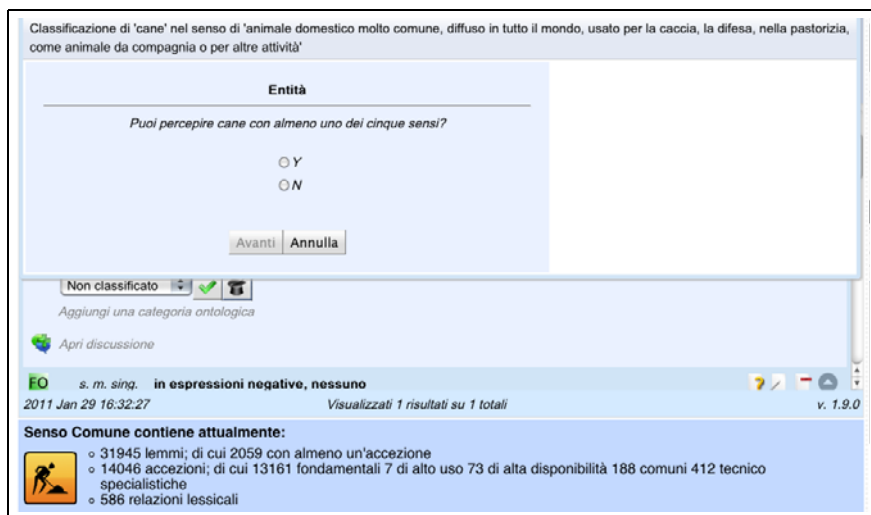 Classificazione di 'cane' nel senso di 'animale domestico molto comune, diffuso in tutto il mondo, usato per la caccia, la difesa, nella pastorizia,
come animale da compagnia o per altre attività'
Entità
Puoi percepire cane con almeno uno dei cinque sensi?
Y
N
Avanti Annulla
Non classificato
Aggiungi una categoria ontologica
Apri discussione
FO s. m. sing. in espressioni negative, nessuno
2011 Jan 29 16:32:27 Visualizzati 1 risultati su 1 totali v. 1.9.0
Senso Comune contiene attualmente:
31945 lemmi; di cui 2059 con almeno un'accezione
14046 accezioni; di cui 13161 fondamentali 7 di alto uso 73 di alta disponibilità 188 comuni 412 tecnico
specialistiche
586 relazioni lessicali